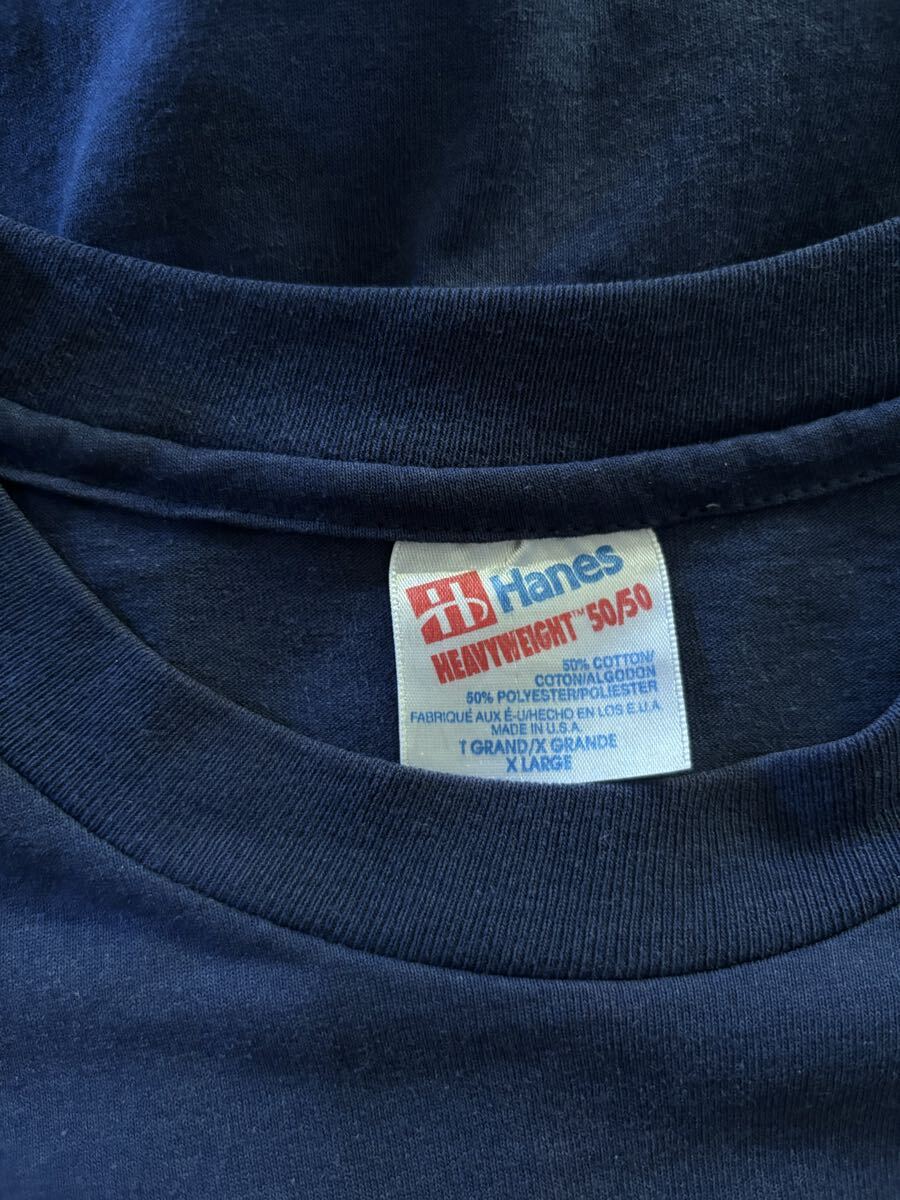 Hanes
HEAVYWEIGHT™ 50/50
50% COTTON/
COTON/ALGODON
50% POLYESTER/POLIESTER
FABRIQUÉ AUX É-U/HECHO EN LOS E.U.A.
MADE IN U.S.A.
T GRAND/X GRANDE
X LARGE